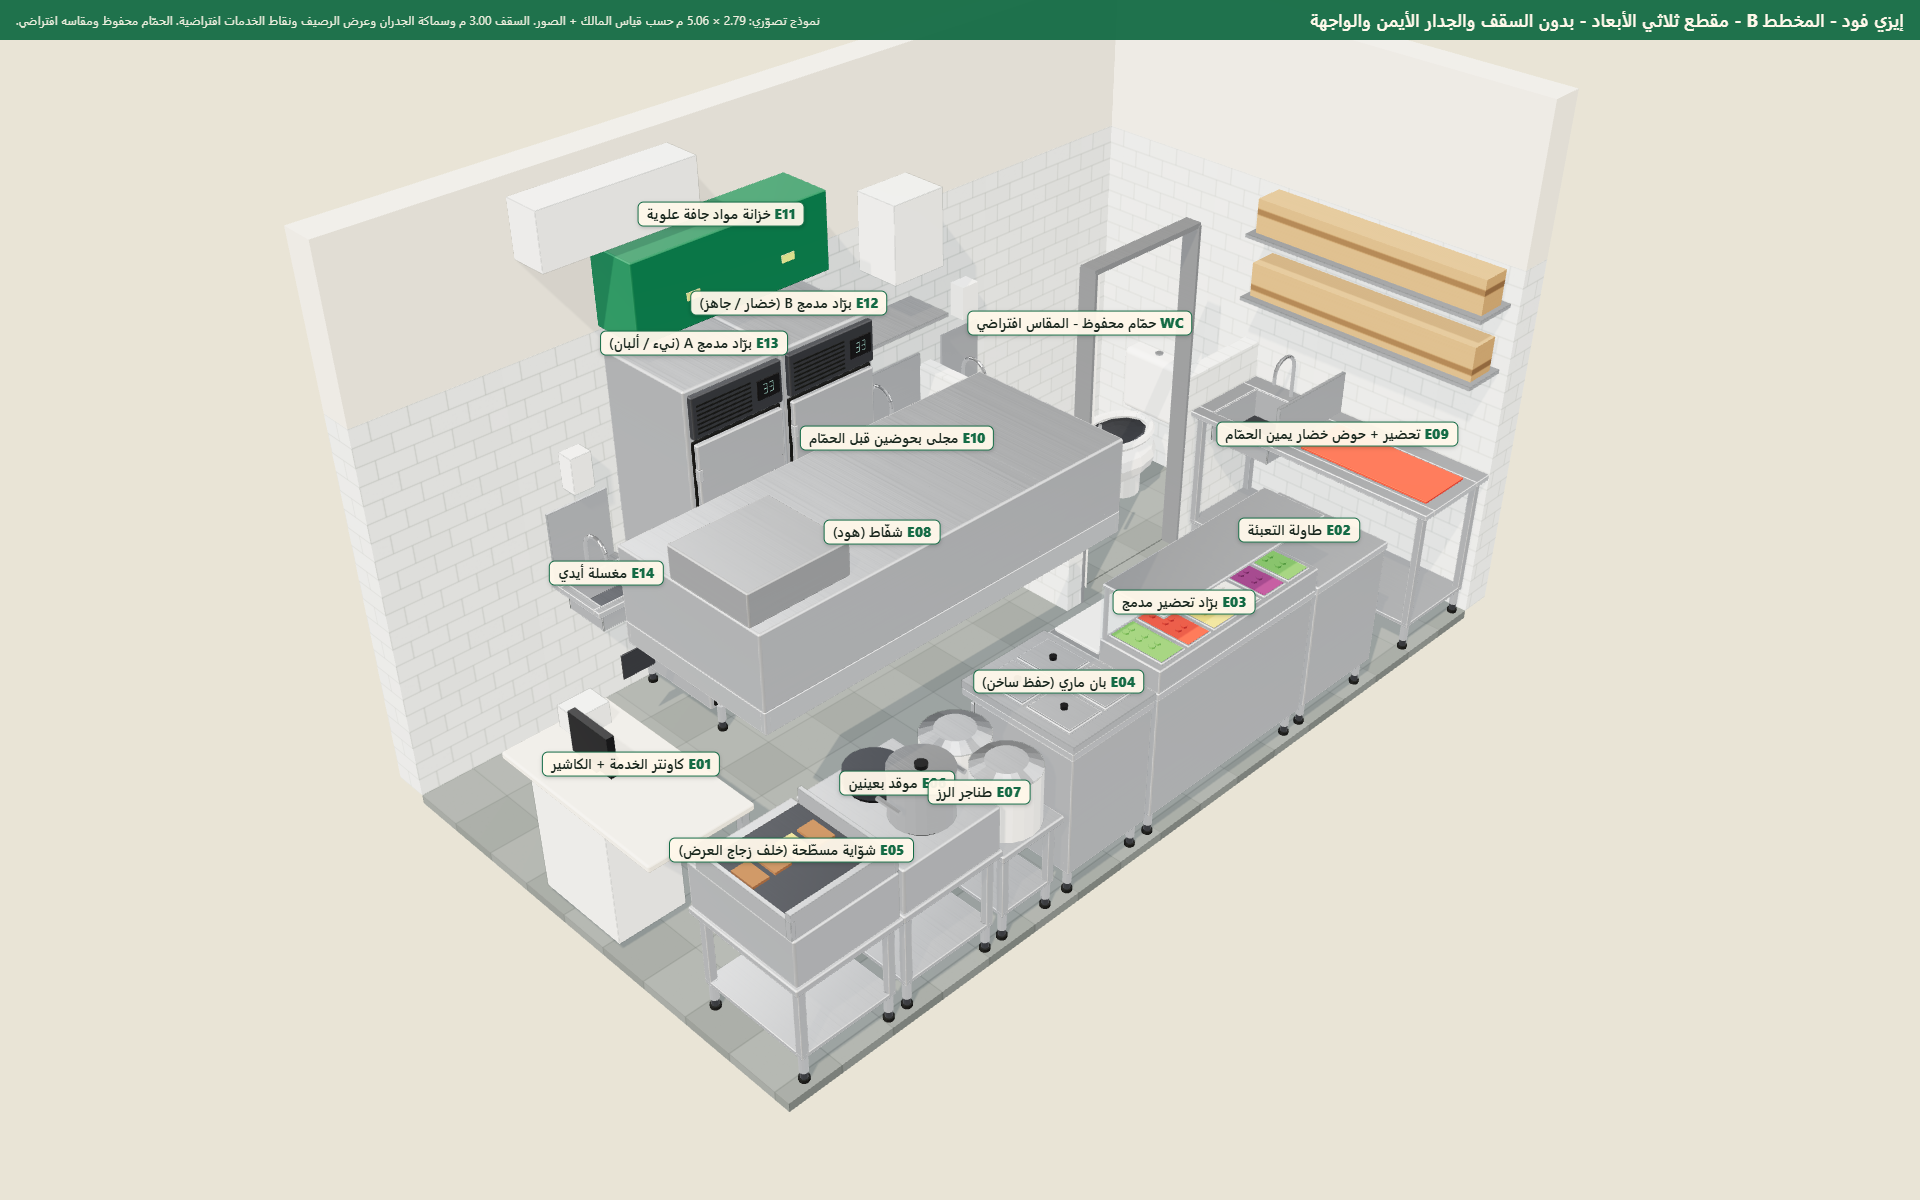 إيزي فود - المخطط B - مقطع ثلاثي الأبعاد - بدون السقف والجدار الأيمن والواجهة
نموذج تصوّري: 2.79 × 5.06 م حسب قياس المالك + الصور. السقف 3.00 م وسماكة الجدران وعرض الرصيف ونقاط الخدمات افتراضية. الحمّام محفوظ ومقاسه افتراضي.
E11 خزانة مواد جافة علوية
E12 برّاد مدمج B (خضار / جاهز)
WC حمّام محفوظ - المقاس افتراضي
E13 برّاد مدمج A (نيء / ألبان)
33
33
E09 تحضير + حوض خضار يمين الحمّام
E10 مجلى بحوضين قبل الحمّام
E02 طاولة التعبئة
E08 شفّاط (هود)
E14 مغسلة أيدي
E03 برّاد تحضير مدمج
E04 بان ماري (حفظ ساخن)
E01 كاونتر الخدمة + الكاشير
موقد بعينين
E07 طناجر الرز
E05 شوّاية مسطّحة (خلف زجاج العرض)